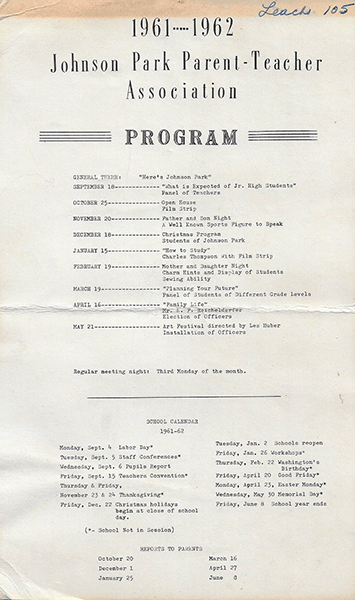 Leach 105
1961-----1962
Johnson Park Parent-Teacher
Association
PROGRAM
GENERAL THEME: "Here's Johnson Park"
SEPTEMBER 18------------"What is Expected of Jr. High Students"
Panel of Teachers
OCTOBER 25--------------Open House
Film Strip
NOVEMBER 20-------------Father and Son Night
A Well Known Sports Figure to Speak
DECEMBER 18-------------Christmas Program
Students of Johnson Park
JANUARY 15--------------"How to Study"
Charles Thompson With Film Strip
FEBRUARY 19-------------Mother and Daughter Night
Charm Hints and Display of Students
Sewing Ability
MARCH 19----------------"Planning Your Future"
Panel of Students of Different Grade Levels
APRIL 16----------------"Family Life"
Mr. Reicheldorfer
Election of Officers
MAY 21------------------Art Festival directed by Les Huber
Installation of Officers
Regular meeting night: Third Monday of the month.
SCHOOL CALENDAR
1961-62
Monday, Sept. 4 Labor Day*
Tuesday, Sept. 5 Staff Conferences*
Wednesday, Sept. 6 Pupils Report
Friday, Sept. 15 Teachers Convention*
Thursday & Friday,
November 23 & 24 Thanksgiving*
Friday, Dec. 22 Christmas holidays
begin at close of school
day.
(*- School Not in Session)
Tuesday, Jan. 2 Schools reopen
Friday, Jan. 26 Workshops*
Thursday, Feb. 22 Washington's
Birthday*
Friday, April 20 Good Friday*
Monday, April 23, Easter Monday*
Wednesday, May 30 Memorial Day*
Friday, June 8 School year ends
REPORTS TO PARENTS
October 20 March 16
December 1 April 27
January 25 June 8